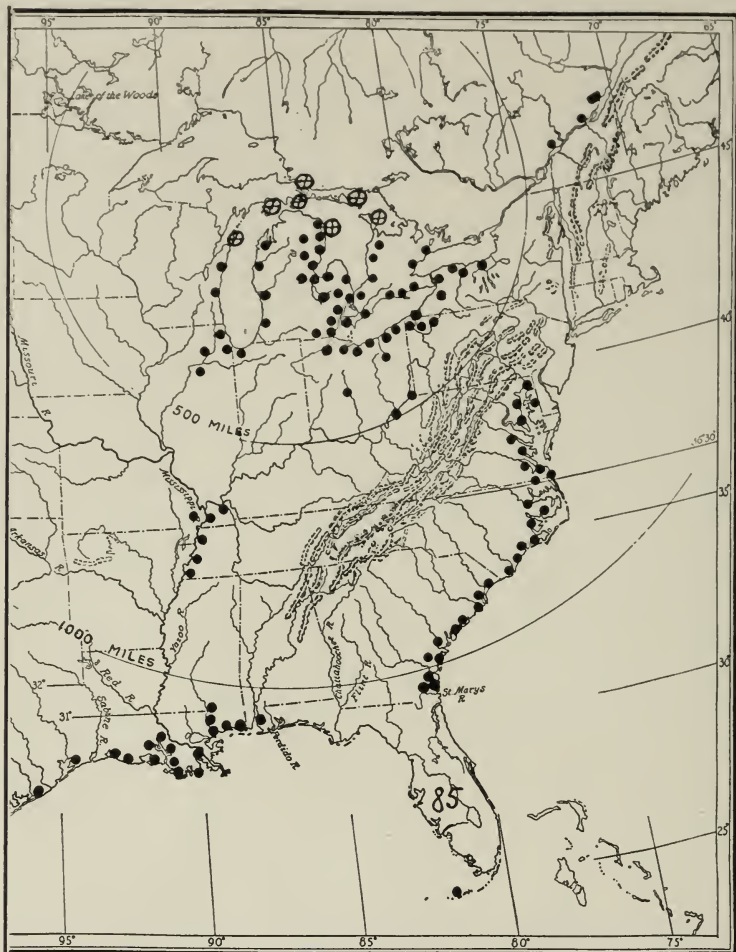 95° 90° 85° 80° 75° 70° 65°
Lake of the Woods
45
40
Missouri R.
500 MILES
36°30'
35°
Mississippi
Arkansas R.
Yazoo R.
1000 MILES
Chattahoochee R.
Flint R.
30°
32°
Red R.
31°
Sabine R.
St. Marys R.
Perdido R.
85
25°
95° 90° 85° 80° 75°